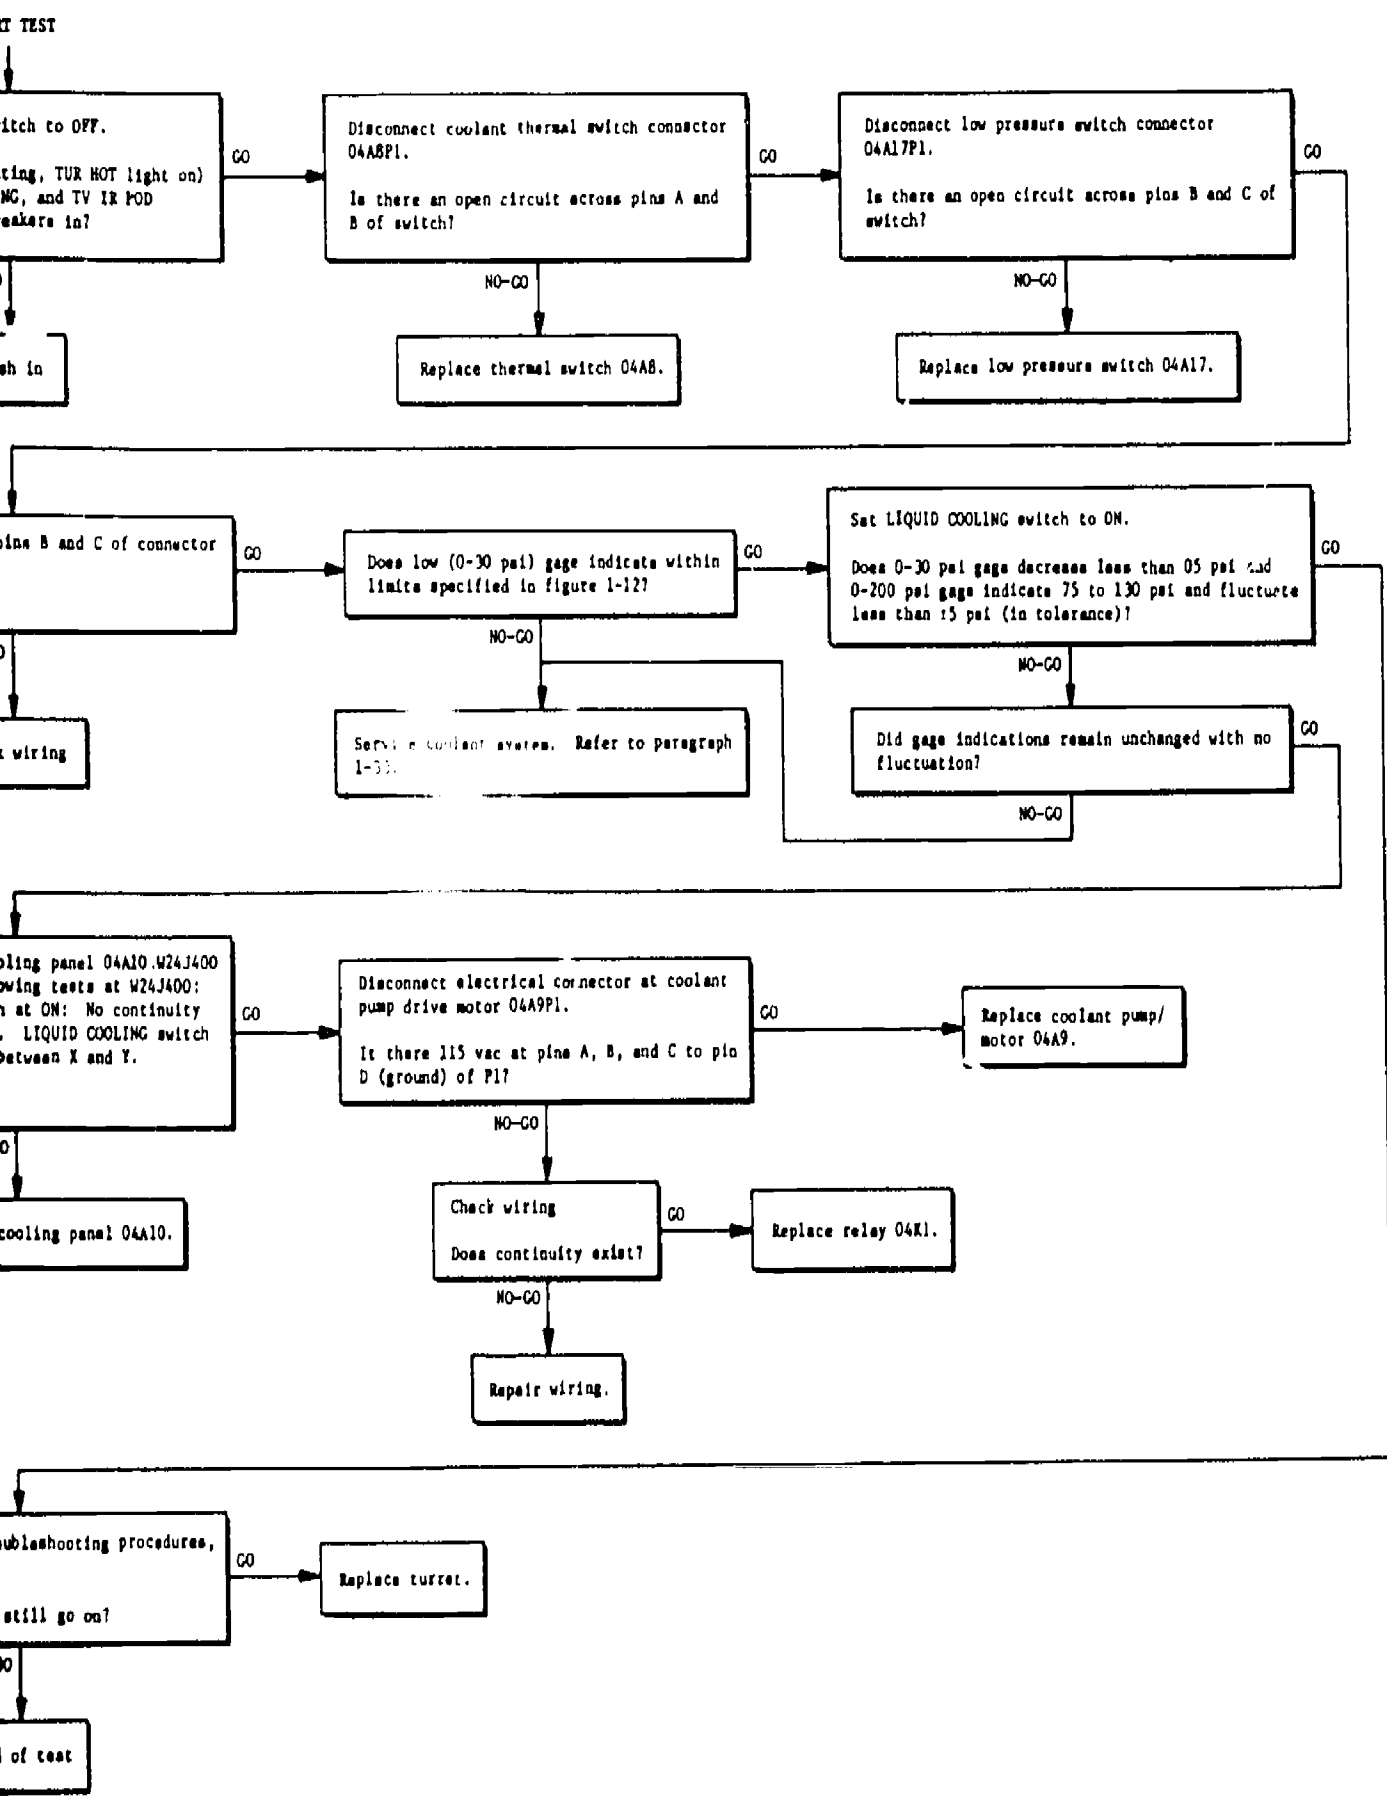 RT TEST
itch to OFF.
ting, TUR HOT light on)
NG, and TV IR POD
eakers in?
GO
Disconnect coolant thermal switch connector
04A8P1.
Is there an open circuit across pins A and
B of switch?
GO
Disconnect low pressure switch connector
04A17P1.
Is there an open circuit across pins B and C of
switch?
GO
NO-GO
NO-GO
sh in
Replace thermal switch 04A8.
Replace low pressure switch 04A17.
pins B and C of connector
GO
Does low (0-30 psi) gage indicate within
limits specified in figure 1-12?
GO
Set LIQUID COOLING switch to ON.
Does 0-30 psi gage decrease less than 05 psi and
0-200 psi gage indicate 75 to 130 psi and fluctuate
less than ±5 psi (in tolerance)?
GO
O
NO-GO
NO-GO
k wiring
Service coolant system. Refer to paragraph
Did gage indications remain unchanged with no
fluctuation?
GO
NO-GO
oling panel 04A10.W24J400
owing tests at W24J400:
h at ON: No continuity
. LIQUID COOLING switch
between X and Y.
GO
Disconnect electrical connector at coolant
pump drive motor 04A9P1.
It there 115 vac at pins A, B, and C to pin
D (ground) of P1?
GO
Replace coolant pump/
motor 04A9.
O
NO-GO
cooling panel 04A10.
Check wiring
Does continuity exist?
GO
Replace relay 04K1.
NO-GO
Repair wiring.
oubleshooting procedures,
still go on?
GO
Replace turret.
O
of test